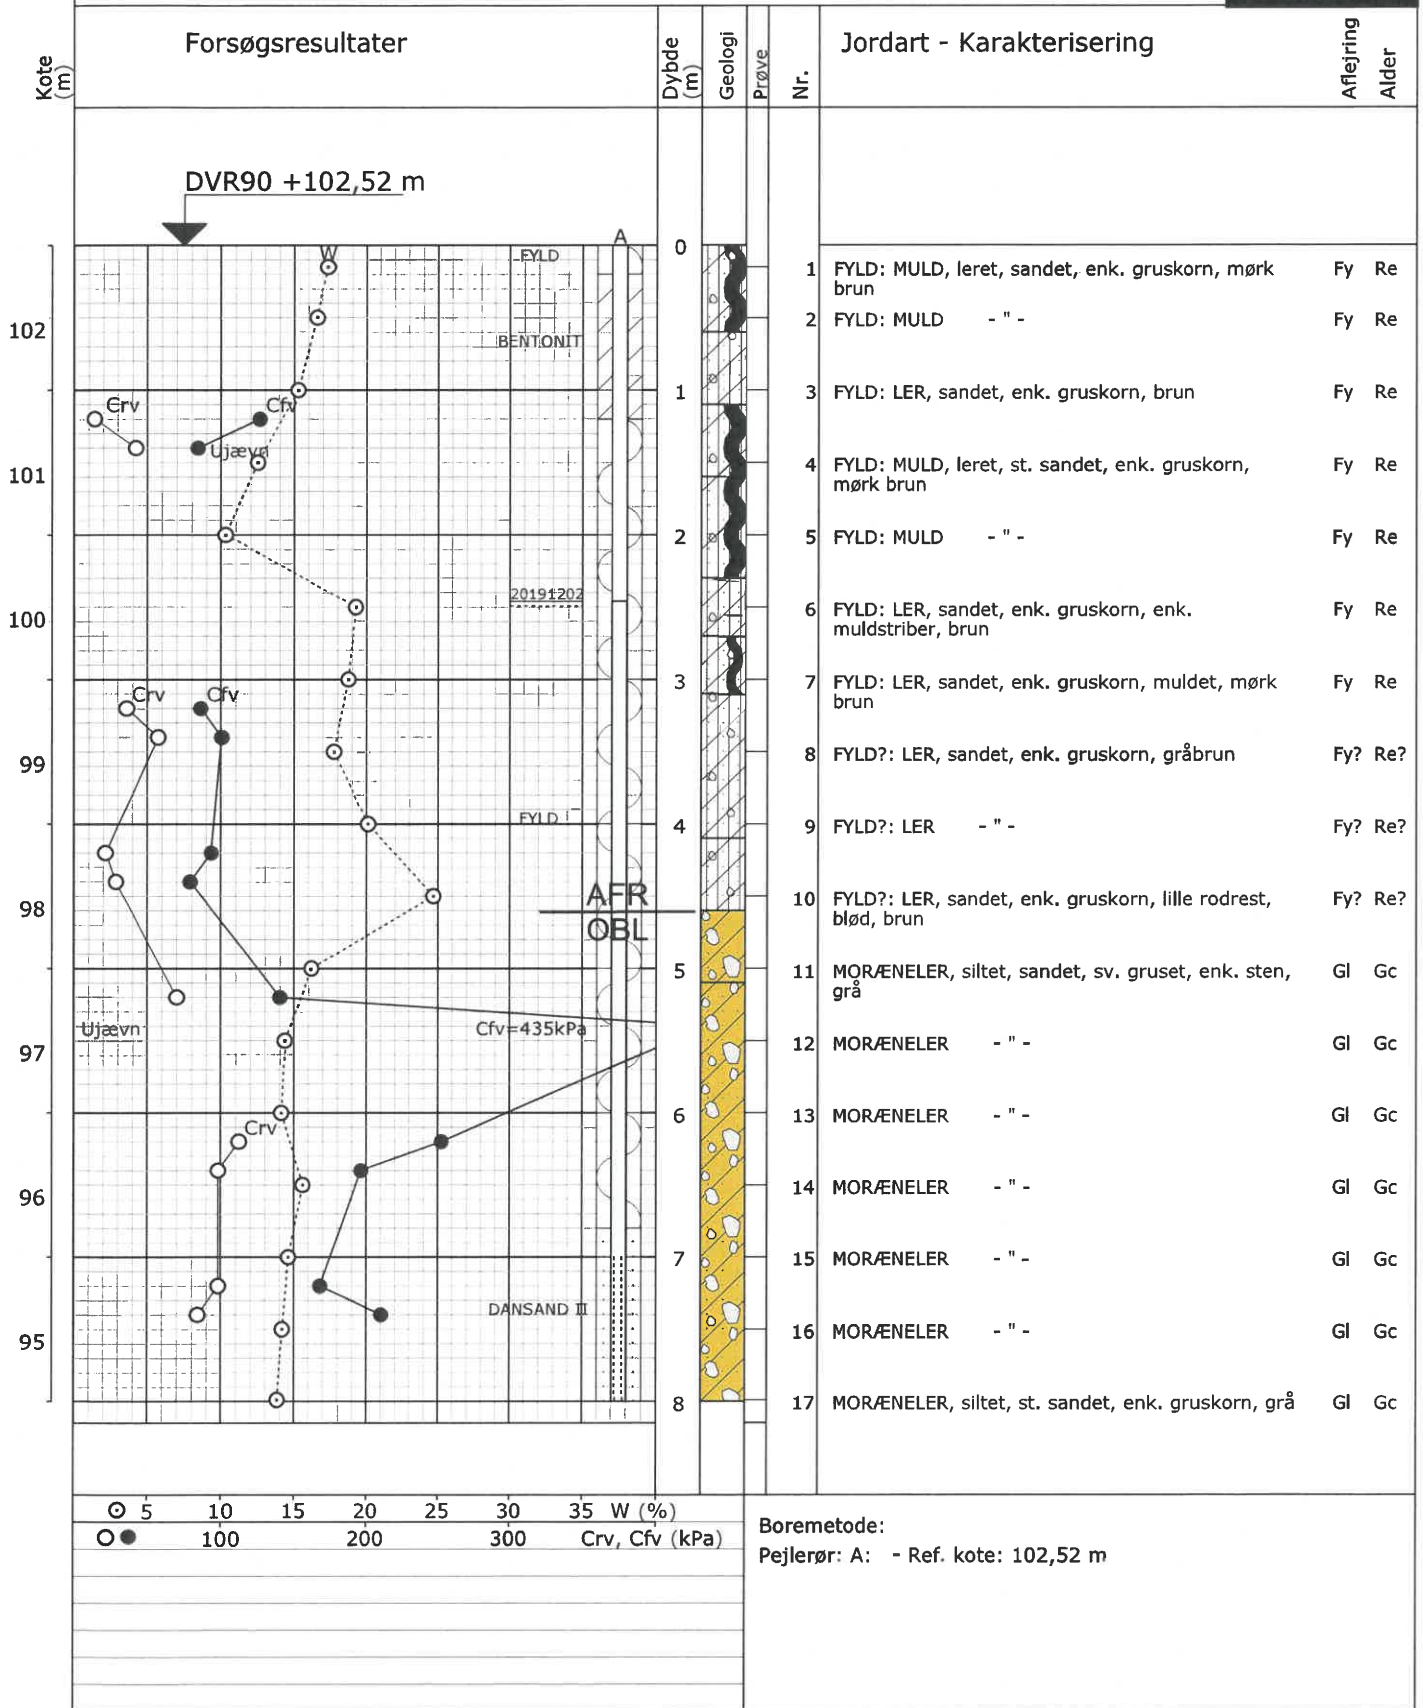 Kote (m)
Forsøgsresultater
Dybde (m)
Geologi
Prøve
Nr.
Jordart - Karakterisering
Aflejring
Alder
DVR90 +102,52 m
A
0
W
FYLD
1 FYLD: MULD, leret, sandet, enk. gruskorn, mørk Fy Re
brun
102
2 FYLD: MULD - " - Fy Re
BENTONIT
1
3 FYLD: LER, sandet, enk. gruskorn, brun Fy Re
Crv
Cfv
Ujævn
101
4 FYLD: MULD, leret, st. sandet, enk. gruskorn, Fy Re
mørk brun
2
5 FYLD: MULD - " - Fy Re
20191202
100
6 FYLD: LER, sandet, enk. gruskorn, enk. Fy Re
muldstriber, brun
3
7 FYLD: LER, sandet, enk. gruskorn, muldet, mørk Fy Re
brun
Crv
Cfv
99
8 FYLD?: LER, sandet, enk. gruskorn, gråbrun Fy? Re?
FYLD
4
9 FYLD?: LER - " - Fy? Re?
AFR
OBL
98
10 FYLD?: LER, sandet, enk. gruskorn, lille rodrest, Fy? Re?
blød, brun
5
11 MORÆNELER, siltet, sandet, sv. gruset, enk. sten, Gl Gc
grå
Ujævn
Cfv=435kPa
97
12 MORÆNELER - " - Gl Gc
6
13 MORÆNELER - " - Gl Gc
Crv
96
14 MORÆNELER - " - Gl Gc
7
15 MORÆNELER - " - Gl Gc
DANSAND II
95
16 MORÆNELER - " - Gl Gc
8
17 MORÆNELER, siltet, st. sandet, enk. gruskorn, grå Gl Gc
5 10 15 20 25 30 35 W (%)
100 200 300 Crv, Cfv (kPa)
Boremetode:
Pejlerør: A: - Ref. kote: 102,52 m